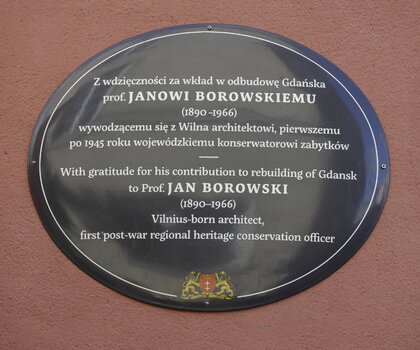 Z wdzięczności za wkład w odbudowę Gdańska
prof. JANOWI BOROWSKIEMU
(1890-1966)
wywodzącemu się z Wilna architektowi, pierwszemu
po 1945 roku wojewódzkiemu konserwatorowi zabytków
With gratitude for his contribution to rebuilding of Gdansk
to Prof. JAN BOROWSKI
(1890–1966)
Vilnius-born architect,
first post-war regional heritage conservation officer